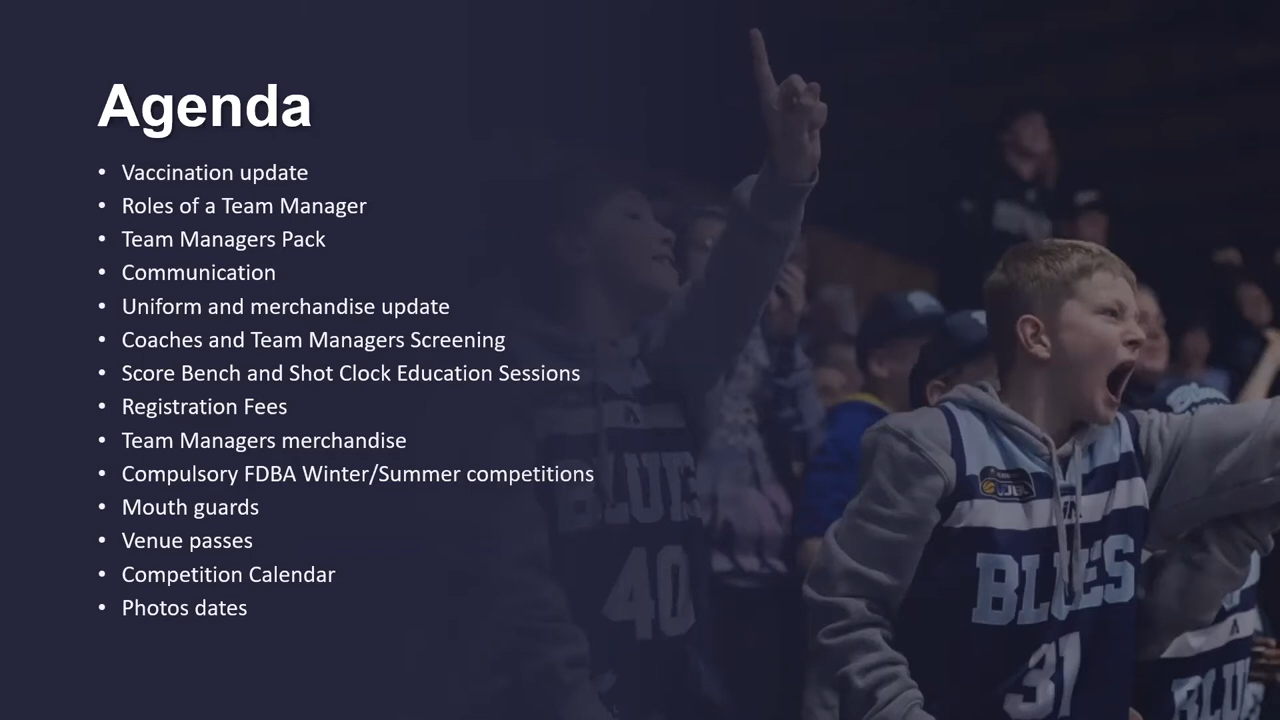 Agenda
• Vaccination update
• Roles of a Team Manager
• Team Managers Pack
• Communication
• Uniform and merchandise update
• Coaches and Team Managers Screening
• Score Bench and Shot Clock Education Sessions
• Registration Fees
• Team Managers merchandise
• Compulsory FDBA Winter/Summer competitions
• Mouth guards
• Venue passes
• Competition Calendar
• Photos dates
BLUES
40
VJBL
BLUES
31